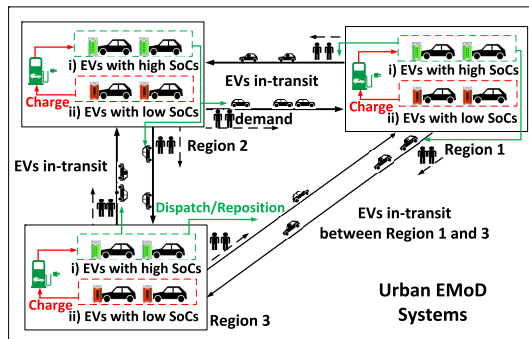 i) EVs with high SoCs
Charge
ii) EVs with low SoCs
Region 2
EVs in-transit
demand
i) EVs with high SoCs
Charge
ii) EVs with low SoCs
Region 1
EVs in-transit
Dispatch/Reposition
EVs in-transit
between Region 1 and 3
i) EVs with high SoCs
Charge
ii) EVs with low SoCs
Region 3
Urban EMoD
Systems